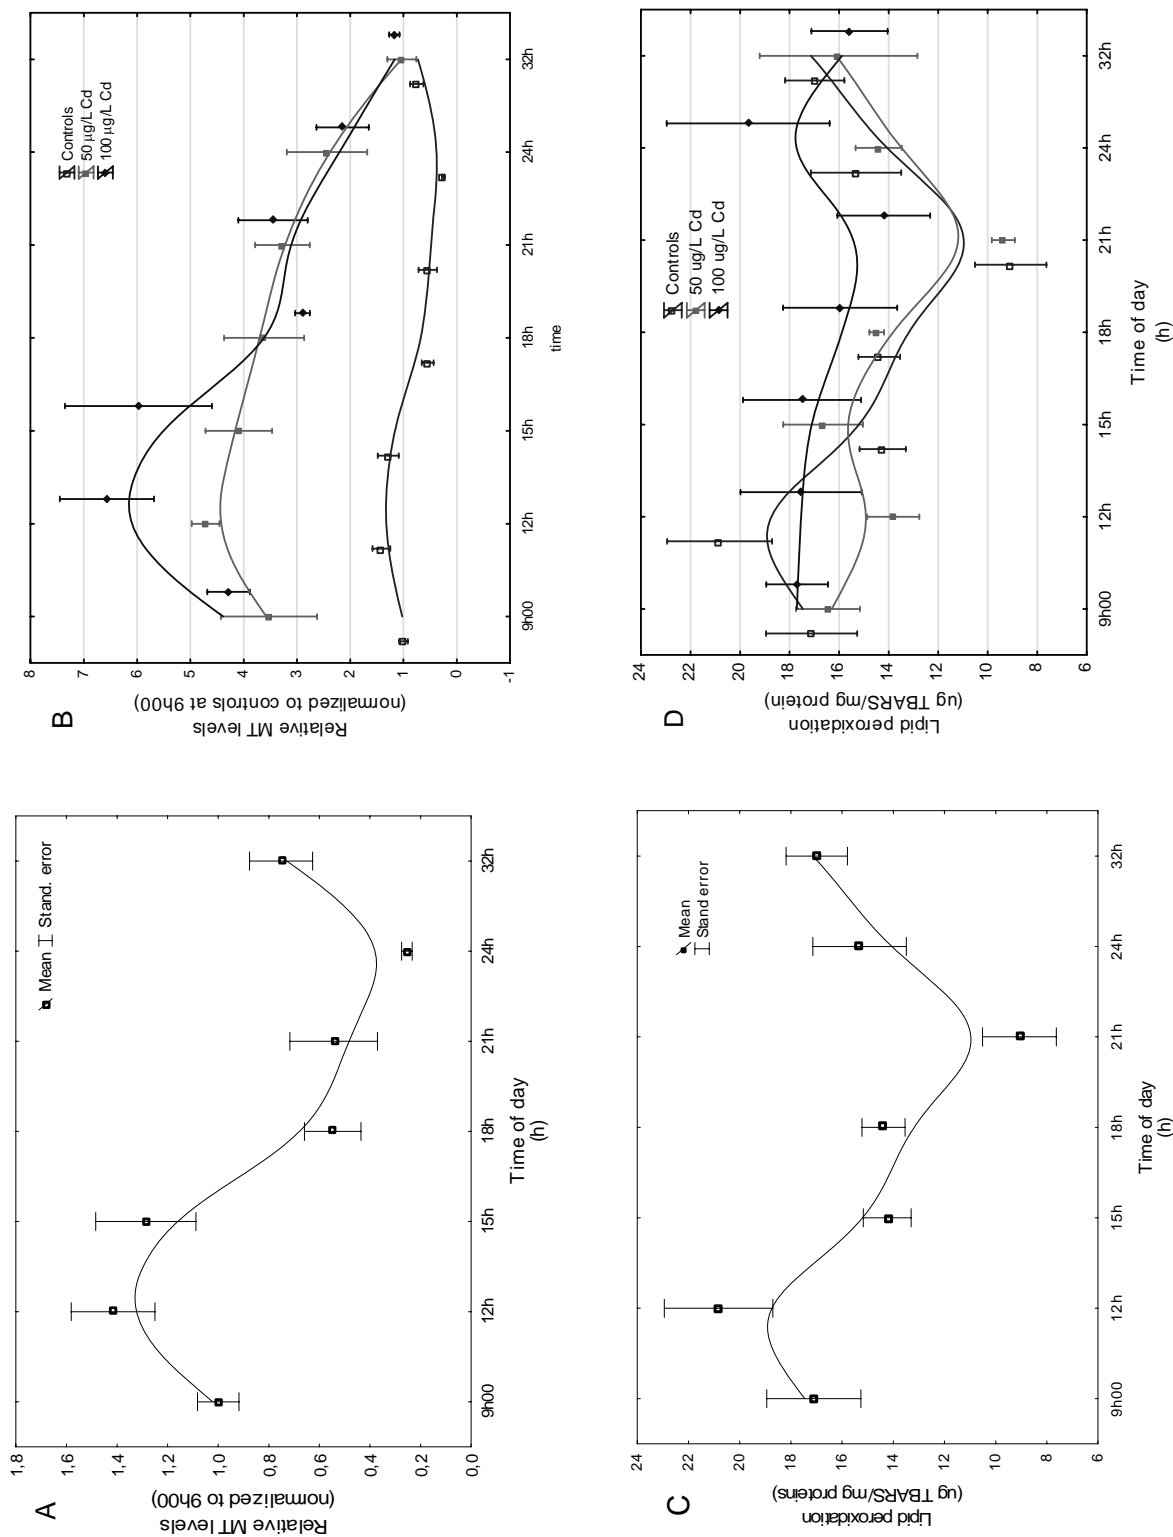 A
Relative MT levels
(normalized to 9h00)
1,8
1,6
1,4
1,2
1,0
0,8
0,6
0,4
0,2
0,0
Mean
Stand. error
9h00
12h
15h
18h
21h
24h
32h
Time of day
(h)
B
Relative MT levels
(normalized to controls at 9h00)
8
7
6
5
4
3
2
1
0
-1
Controls
50 µg/L Cd
100 µg/L Cd
9h00
12h
15h
18h
21h
24h
32h
time
C
Lipid peroxidation
(ug TBARS/mg proteins)
24
22
20
18
16
14
12
10
8
6
Mean
Stand error
9h00
12h
15h
18h
21h
24h
32h
Time of day
(h)
D
Lipid peroxidation
(ug TBARS/mg protein)
24
22
20
18
16
14
12
10
8
6
Controls
50 ug/L Cd
100 ug/L Cd
9h00
12h
15h
18h
21h
24h
32h
Time of day
(h)